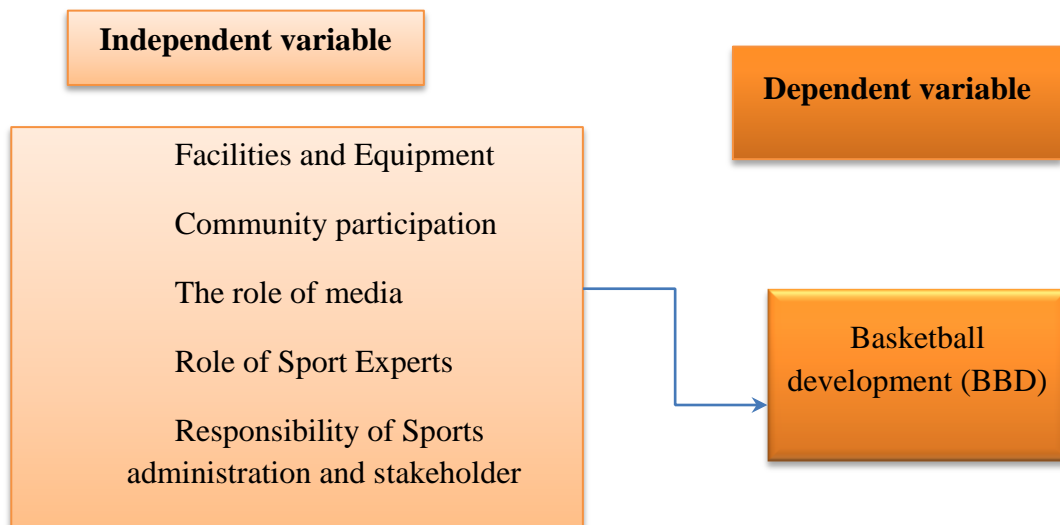 Independent variable
Dependent variable
Facilities and Equipment
Community participation
The role of media
Role of Sport Experts
Responsibility of Sports
administration and stakeholder
Basketball
development (BBD)